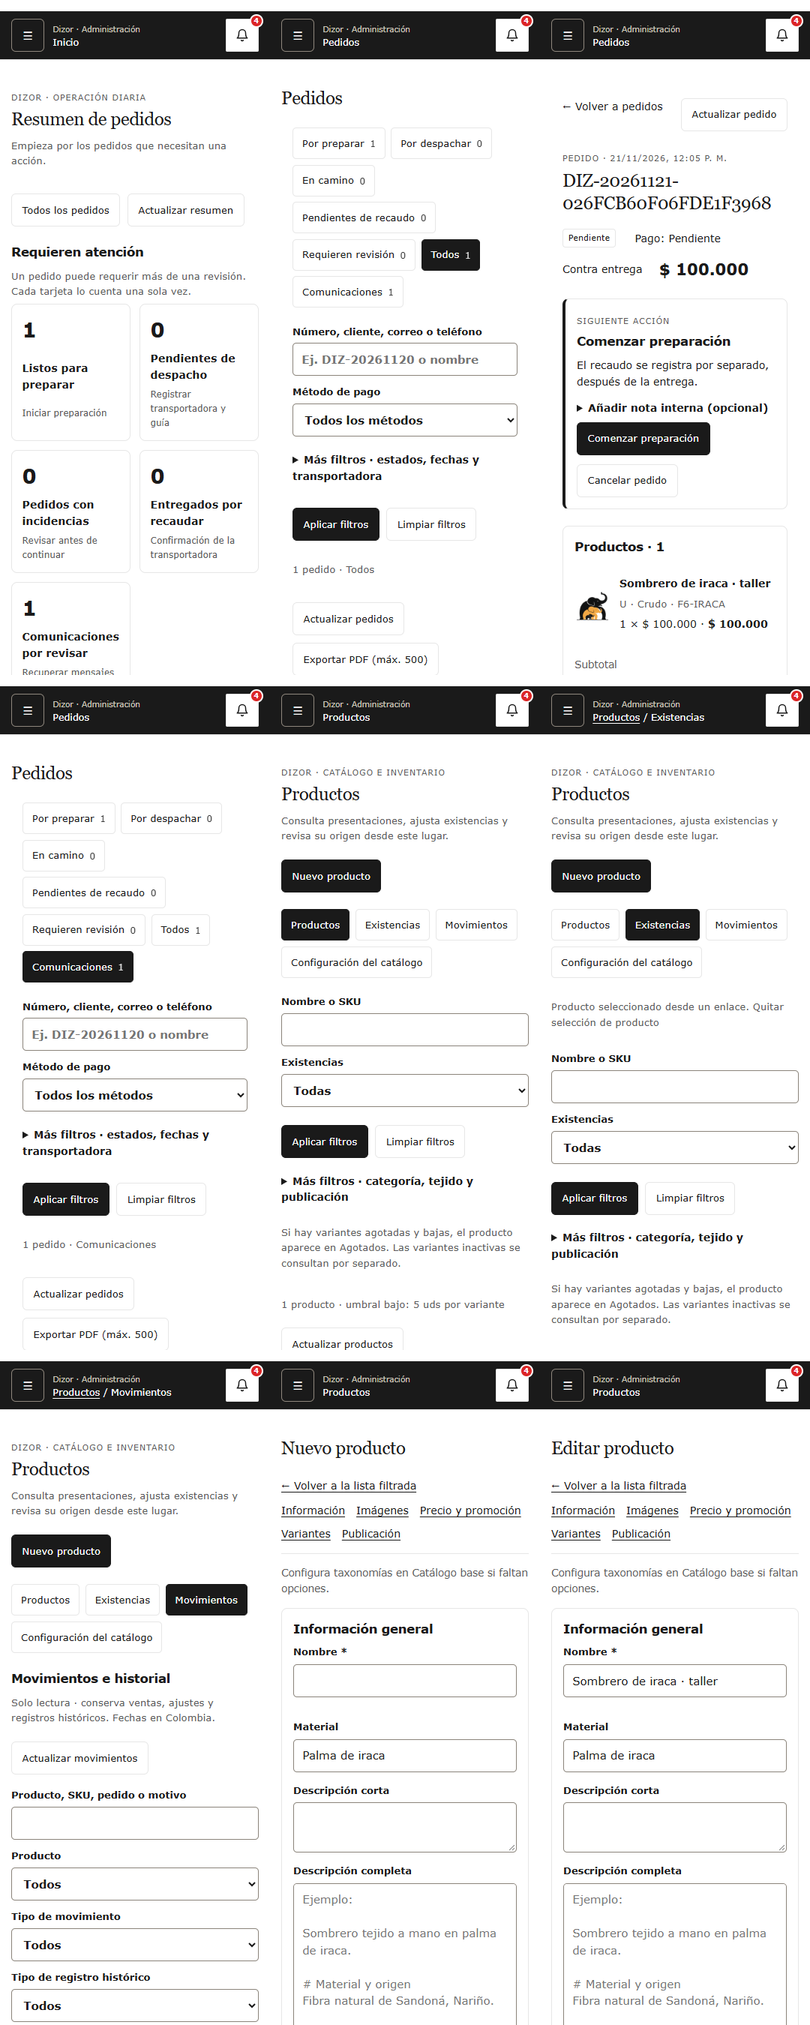 Dizor · Administración
Inicio
4
DIZOR · OPERACIÓN DIARIA
Resumen de pedidos
Empieza por los pedidos que necesitan una
acción.
Todos los pedidos
Actualizar resumen
Requieren atención
Un pedido puede requerir más de una revisión.
Cada tarjeta lo cuenta una sola vez.
1
Listos para
preparar
Iniciar preparación
0
Pendientes de
despacho
Registrar
transportadora y
guía
0
Pedidos con
incidencias
Revisar antes de
continuar
0
Entregados por
recaudar
Confirmación de la
transportadora
1
Comunicaciones
por revisar
Recuperar mensajes
Dizor · Administración
Pedidos
4
Pedidos
Por preparar 1
Por despachar 0
En camino 0
Pendientes de recaudo 0
Requieren revisión 0
Todos 1
Comunicaciones 1
Número, cliente, correo o teléfono
Ej. DIZ-20261120 o nombre
Método de pago
Todos los métodos
▶ Más filtros · estados, fechas y
transportadora
Aplicar filtros
Limpiar filtros
1 pedido · Todos
Actualizar pedidos
Exportar PDF (máx. 500)
Dizor · Administración
Pedidos
4
← Volver a pedidos
Actualizar pedido
PEDIDO · 21/11/2026, 12:05 P. M.
DIZ-20261121-
026FCB60F06FDE1F3968
Pendiente
Pago: Pendiente
Contra entrega
$ 100.000
SIGUIENTE ACCIÓN
Comenzar preparación
El recaudo se registra por separado,
después de la entrega.
▶ Añadir nota interna (opcional)
Comenzar preparación
Cancelar pedido
Productos · 1
Sombrero de iraca · taller
U · Crudo · F6-IRACA
1 × $ 100.000 · $ 100.000
Subtotal
Dizor · Administración
Pedidos
4
Pedidos
Por preparar 1
Por despachar 0
En camino 0
Pendientes de recaudo 0
Requieren revisión 0
Todos 1
Comunicaciones 1
Número, cliente, correo o teléfono
Ej. DIZ-20261120 o nombre
Método de pago
Todos los métodos
▶ Más filtros · estados, fechas y
transportadora
Aplicar filtros
Limpiar filtros
1 pedido · Comunicaciones
Actualizar pedidos
Exportar PDF (máx. 500)
Dizor · Administración
Productos
4
DIZOR · CATÁLOGO E INVENTARIO
Productos
Consulta presentaciones, ajusta existencias y
revisa su origen desde este lugar.
Nuevo producto
Productos
Existencias
Movimientos
Configuración del catálogo
Nombre o SKU
Existencias
Todas
Aplicar filtros
Limpiar filtros
▶ Más filtros · categoría, tejido y
publicación
Si hay variantes agotadas y bajas, el producto
aparece en Agotados. Las variantes inactivas se
consultan por separado.
1 producto · umbral bajo: 5 uds por variante
Actualizar productos
Dizor · Administración
Productos / Existencias
4
DIZOR · CATÁLOGO E INVENTARIO
Productos
Consulta presentaciones, ajusta existencias y
revisa su origen desde este lugar.
Nuevo producto
Productos
Existencias
Movimientos
Configuración del catálogo
Producto seleccionado desde un enlace. Quitar
selección de producto
Nombre o SKU
Existencias
Todas
Aplicar filtros
Limpiar filtros
▶ Más filtros · categoría, tejido y
publicación
Si hay variantes agotadas y bajas, el producto
aparece en Agotados. Las variantes inactivas se
consultan por separado.
Dizor · Administración
Productos / Movimientos
4
DIZOR · CATÁLOGO E INVENTARIO
Productos
Consulta presentaciones, ajusta existencias y
revisa su origen desde este lugar.
Nuevo producto
Productos
Existencias
Movimientos
Configuración del catálogo
Movimientos e historial
Solo lectura · conserva ventas, ajustes y
registros históricos. Fechas en Colombia.
Actualizar movimientos
Producto, SKU, pedido o motivo
Producto
Todos
Tipo de movimiento
Todos
Tipo de registro histórico
Todos
Dizor · Administración
Productos
4
Nuevo producto
← Volver a la lista filtrada
Información
Imágenes
Precio y promoción
Variantes
Publicación
Configura taxonomías en Catálogo base si faltan
opciones.
Información general
Nombre *
Material
Palma de iraca
Descripción corta
Descripción completa
Ejemplo:
Sombrero tejido a mano en palma
de iraca.
# Material y origen
Fibra natural de Sandoná, Nariño.
Dizor · Administración
Productos
4
Editar producto
← Volver a la lista filtrada
Información
Imágenes
Precio y promoción
Variantes
Publicación
Configura taxonomías en Catálogo base si faltan
opciones.
Información general
Nombre *
Sombrero de iraca · taller
Material
Palma de iraca
Descripción corta
Descripción completa
Ejemplo:
Sombrero tejido a mano en palma
de iraca.
# Material y origen
Fibra natural de Sandoná, Nariño.